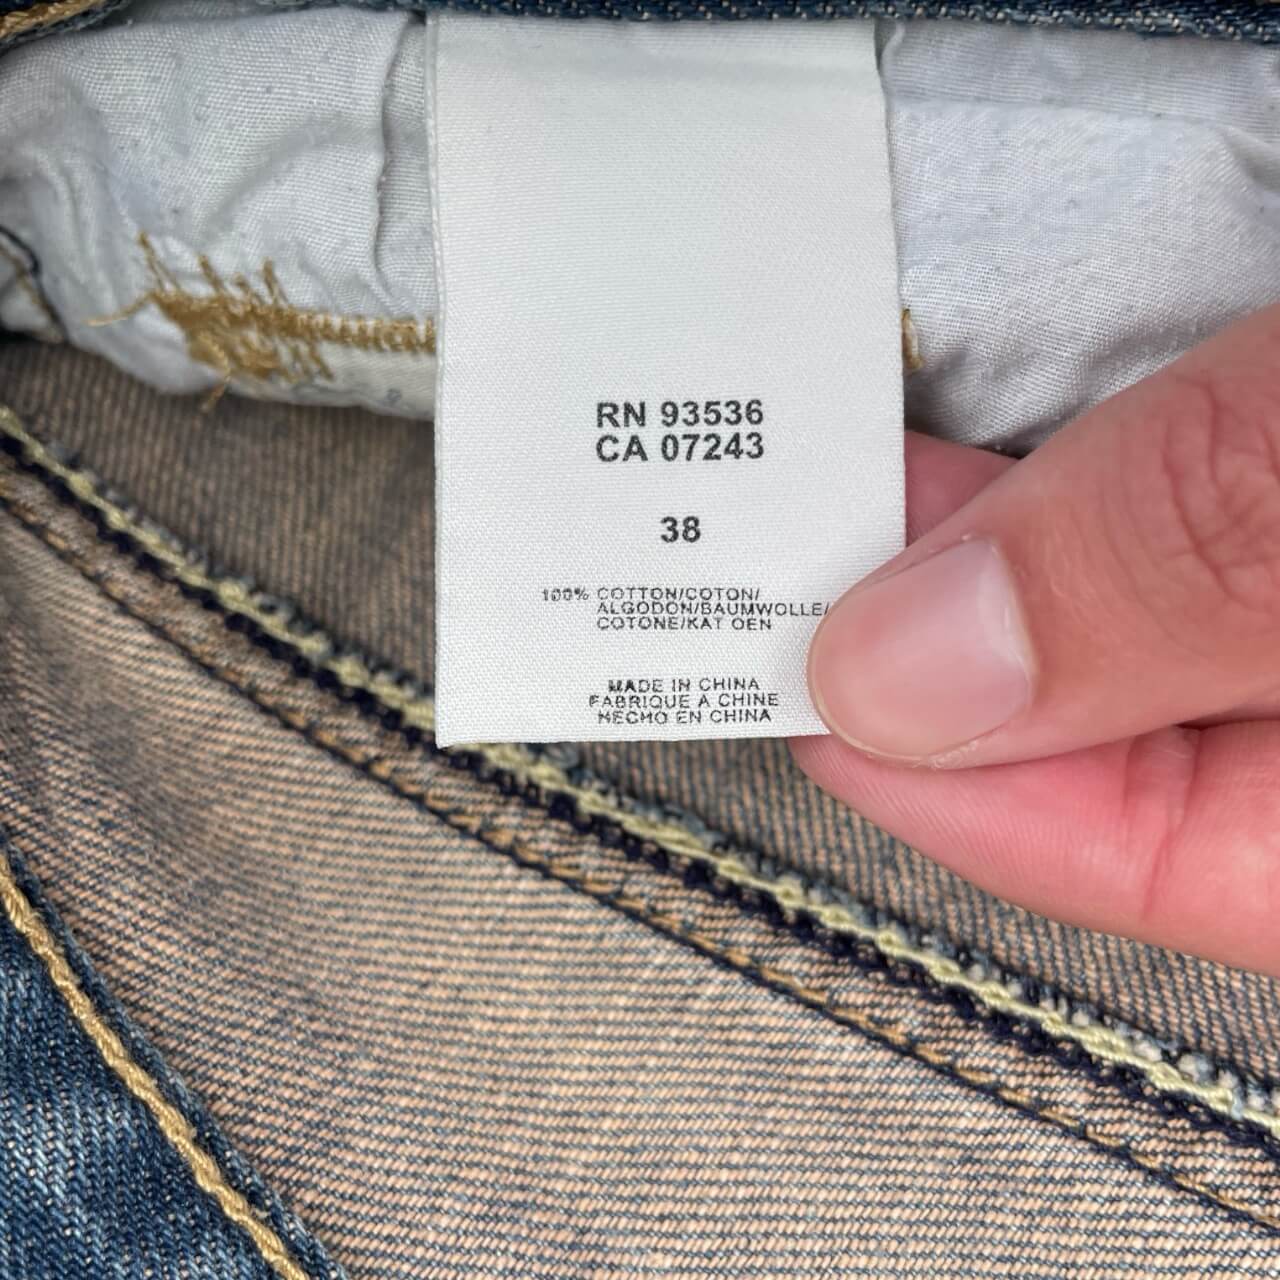 RN 93536
CA 07243
38
100% COTTON/COTON/
ALGODON/BAUMWOLLE/
COTONE/KAT OEN
MADE IN CHINA
FABRIQUE A CHINE
HECHO EN CHINA